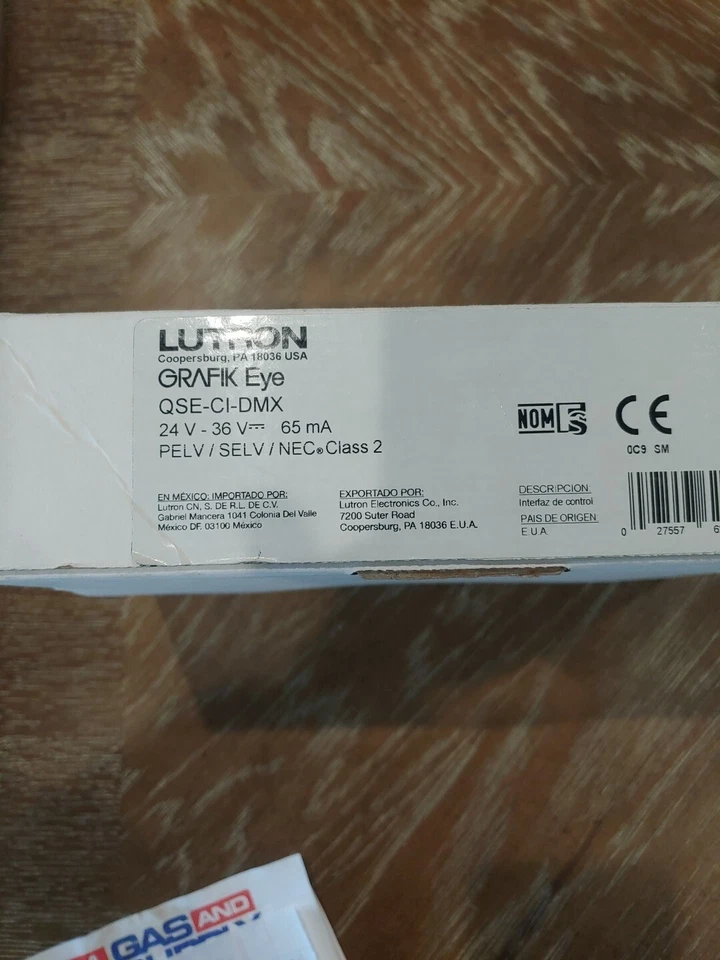 LUTRON
Coopersburg, PA 18036 USA
GRAFIK Eye
QSE-CI-DMX
24 V - 36 V⎓ 65 mA
PELV / SELV / NEC® Class 2
NOM
CE
0C9 SM
EN MÉXICO: IMPORTADO POR:
Lutron CN, S. DE R.L. DE C.V.
Gabriel Mancera 1041 Colonia Del Valle
México DF. 03100 México
EXPORTADO POR:
Lutron Electronics Co., Inc.
7200 Suter Road
Coopersburg, PA 18036 E.U.A.
DESCRIPCION:
Interfaz de control
PAIS DE ORIGEN:
E.U.A.
0 27557
GAS AND